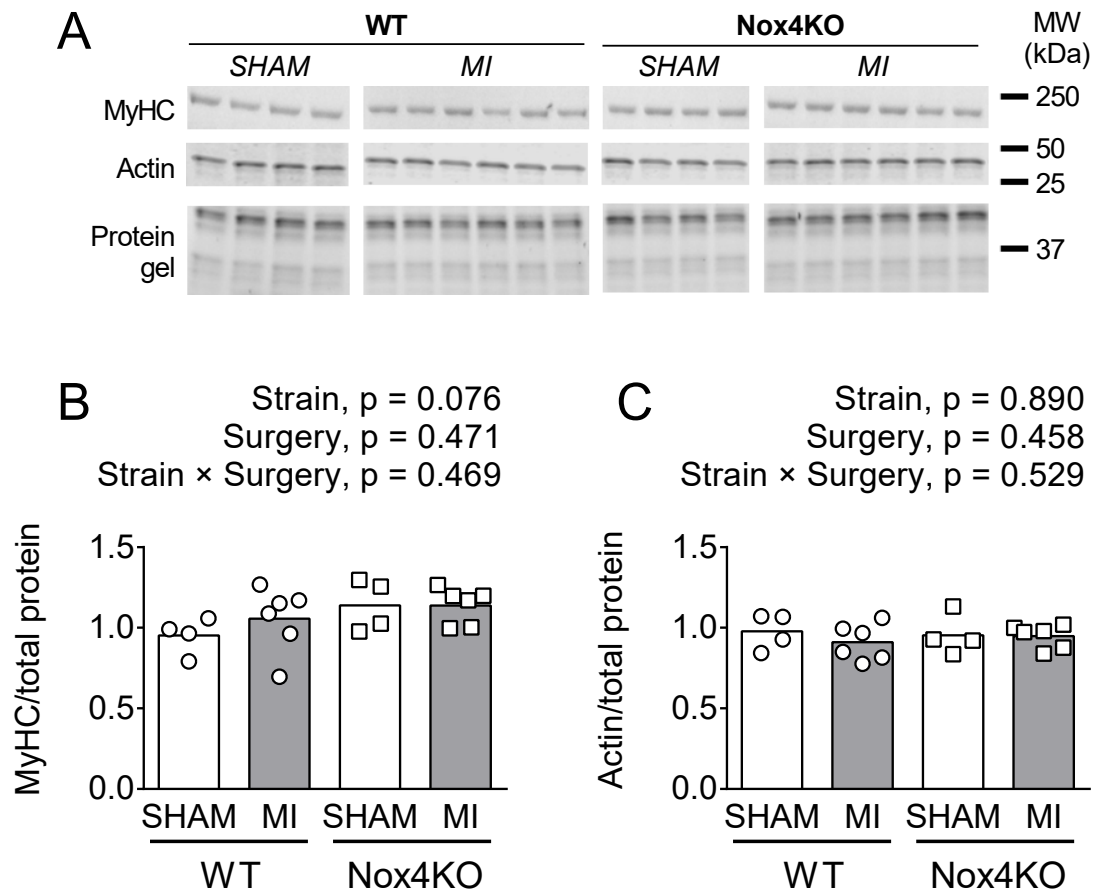 A
WT
Nox4KO
MW
(kDa)
SHAM
MI
SHAM
MI
MyHC
250
Actin
50
25
Protein
gel
37
B
Strain, p = 0.076
Surgery, p = 0.471
Strain × Surgery, p = 0.469
MyHC/total protein
1.5
1.0
0.5
0.0
SHAM MI SHAM MI
WT Nox4KO
C
Strain, p = 0.890
Surgery, p = 0.458
Strain × Surgery, p = 0.529
Actin/total protein
1.5
1.0
0.5
0.0
SHAM MI SHAM MI
WT Nox4KO